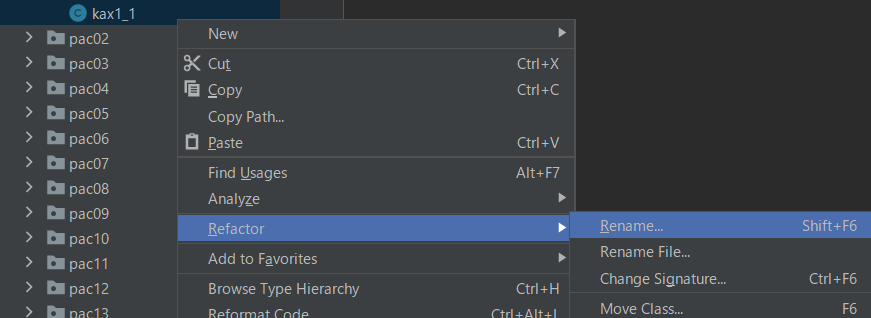 kax1_1
New
pac02
Cut Ctrl+X
pac03
Copy Ctrl+C
pac04
Copy Path...
pac05
Paste Ctrl+V
pac06
Find Usages Alt+F7
pac07
Analyze
pac08
pac09
Refactor
Rename... Shift+F6
pac10
Rename File...
Add to Favorites
pac11
Change Signature... Ctrl+F6
Browse Type Hierarchy Ctrl+H
pac12
Move Class... F6
pac13
Reformat Code Ctrl+Alt+L